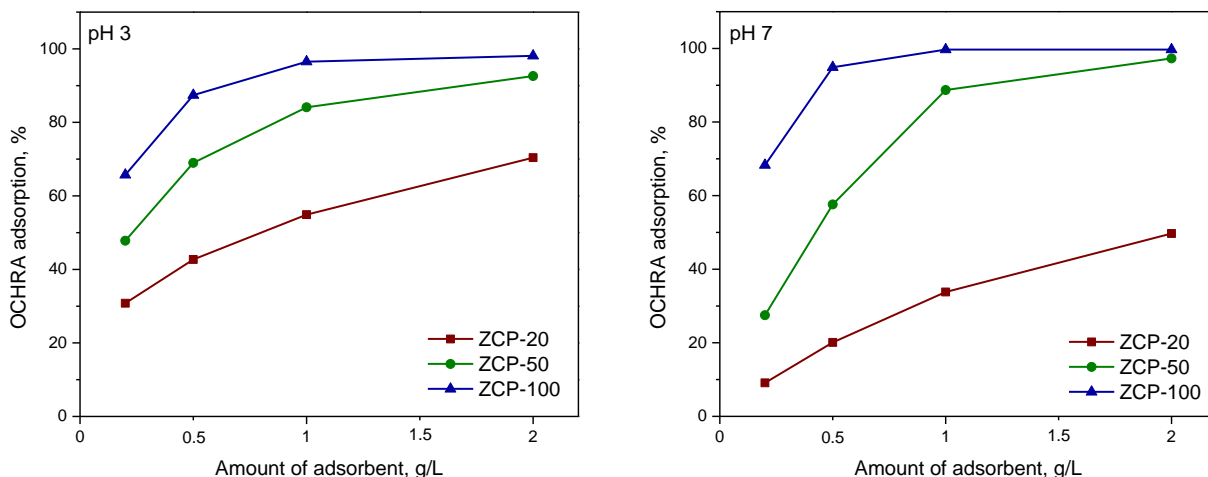 pH 3
OCHRA adsorption, %
100
80
60
40
20
0
ZCP-20
ZCP-50
ZCP-100
0
0.5
1
1.5
2
Amount of adsorbent, g/L
pH 7
OCHRA adsorption, %
100
80
60
40
20
0
ZCP-20
ZCP-50
ZCP-100
0
0.5
1
1.5
2
Amount of adsorbent, g/L